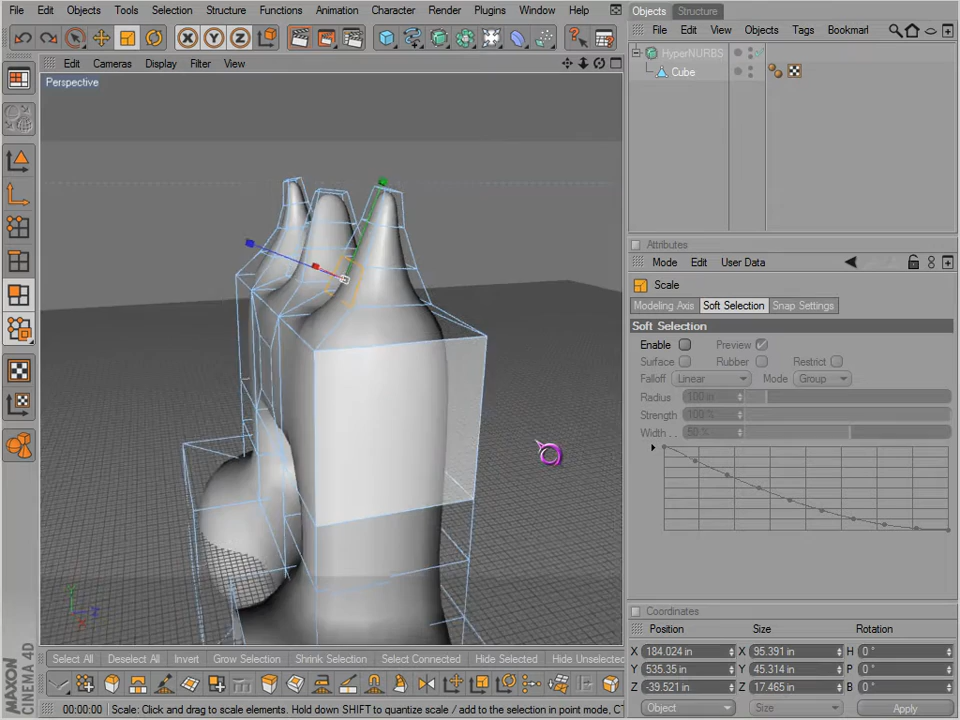 File Edit Objects Tools Selection Structure Functions Animation Character Render Plugins Window Help
Objects Structure
File Edit View Objects Tags Bookmark
Edit Cameras Display Filter View
Perspective
HyperNURBS
Cube
Attributes
Mode Edit User Data
Scale
Modeling Axis Soft Selection Snap Settings
Soft Selection
Enable Preview
Surface Rubber Restrict
Falloff Linear Mode Group
Radius 100 in
Strength 100 %
Width . . 50 %
Coordinates
Position Size Rotation
X 184.024 in X 95.391 in H 0 °
Y 535.35 in Y 45.314 in P 0 °
Z -39.521 in Z 17.465 in B 0 °
Object Size Apply
Select All Deselect All Invert Grow Selection Shrink Selection Select Connected Hide Selected Hide Unselected
00:00:00 Scale: Click and drag to scale elements. Hold down SHIFT to quantize scale / add to the selection in point mode, CT
MAXON CINEMA 4D